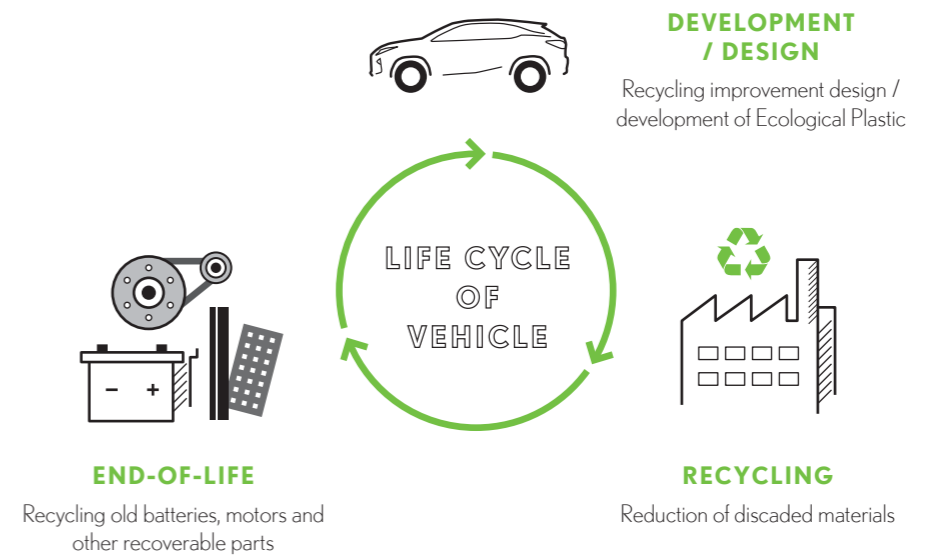 DEVELOPMENT
/ DESIGN
Recycling improvement design /
development of Ecological Plastic
LIFE CYCLE
OF
VEHICLE
− +
END-OF-LIFE
Recycling old batteries, motors and
other recoverable parts
RECYCLING
Reduction of discaded materials